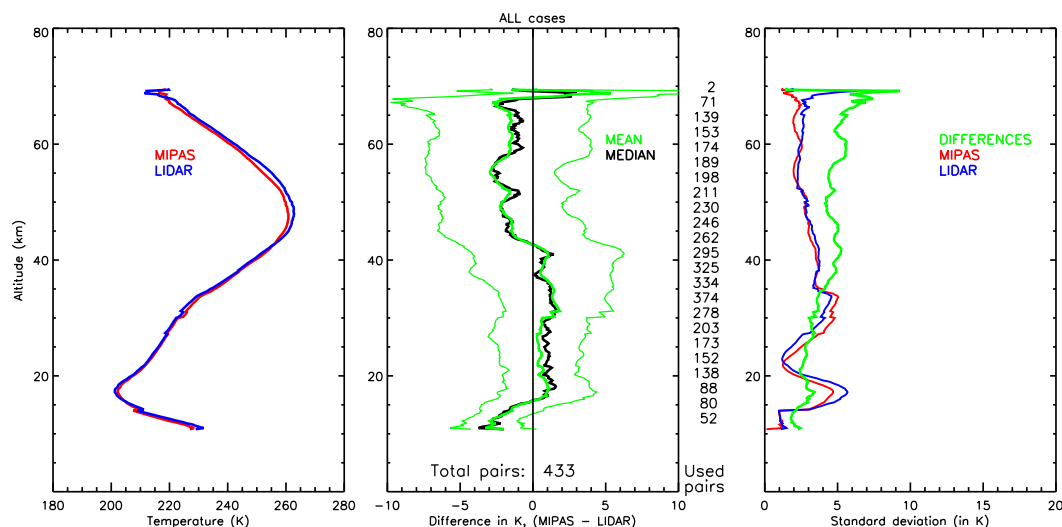 ALL cases
80
60
40
20
Altitude (km)
MIPAS
LIDAR
180 200 220 240 260 280
Temperature (K)
80
60
40
20
MEAN
MEDIAN
Total pairs: 433
−10 −5 0 5 10
Difference in K, (MIPAS − LIDAR)
2
71
139
153
174
189
198
211
230
246
262
295
325
334
374
278
203
173
152
138
88
80
52
Used
pairs
80
60
40
20
DIFFERENCES
MIPAS
LIDAR
0 5 10 15 20
Standard deviation (in K)